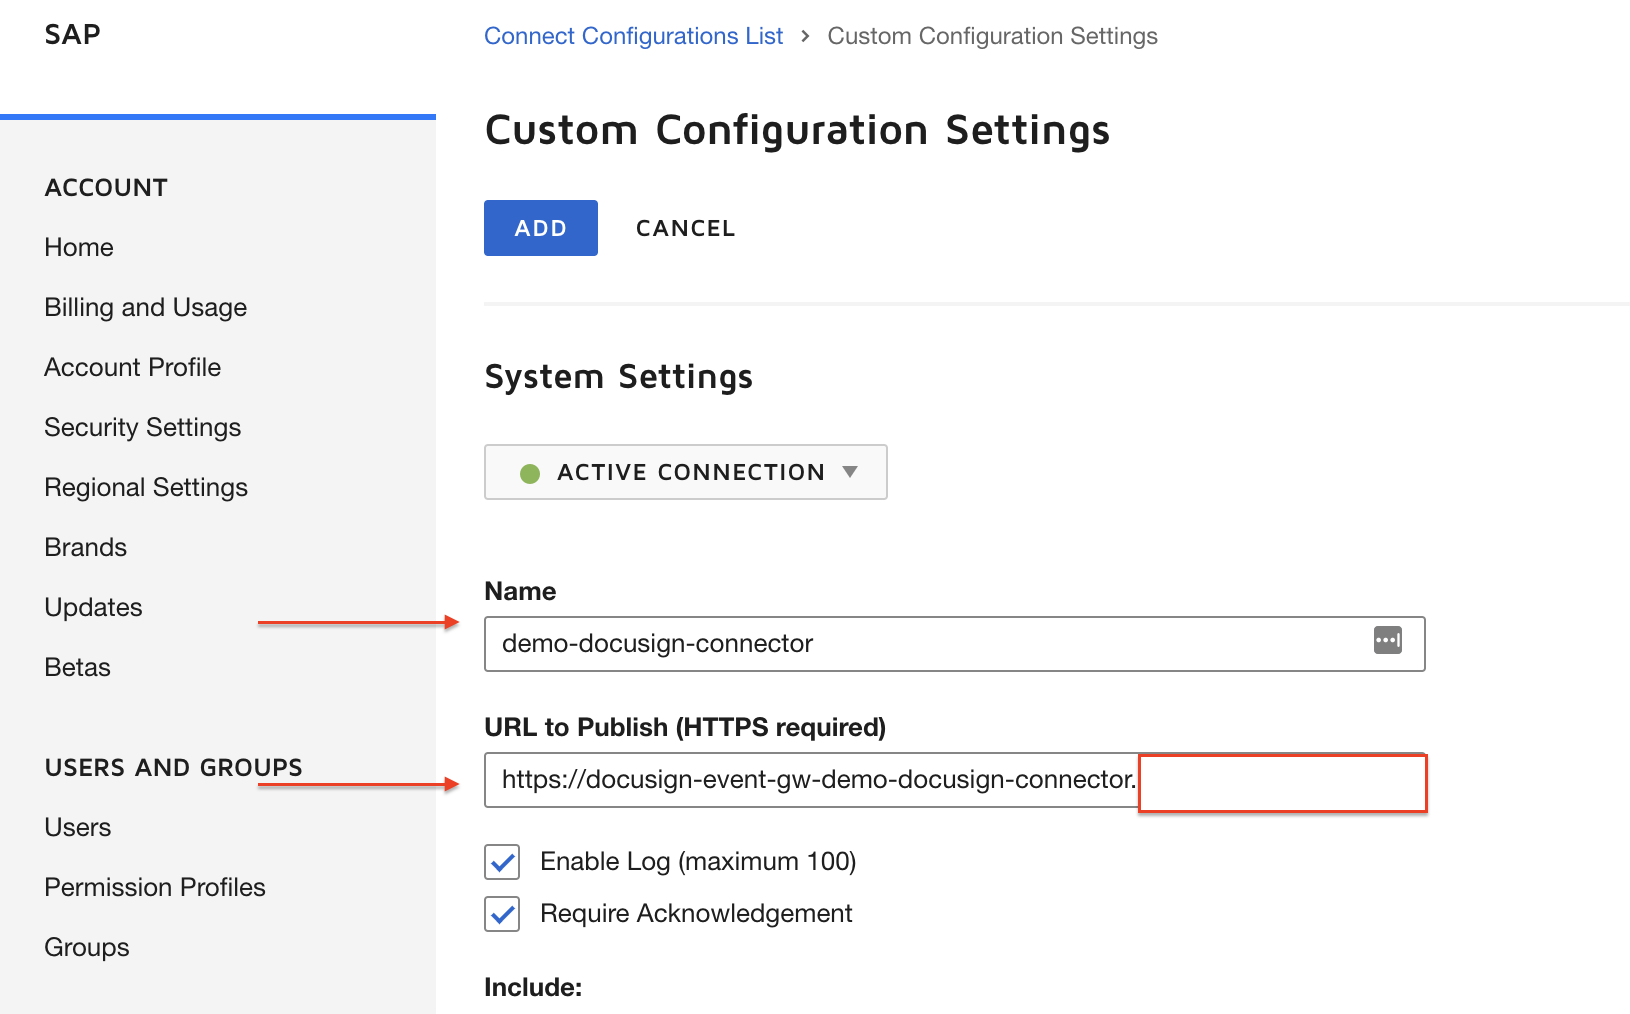 SAP
ACCOUNT
Home
Billing and Usage
Account Profile
Security Settings
Regional Settings
Brands
Updates
Betas
USERS AND GROUPS
Users
Permission Profiles
Groups
Connect Configurations List > Custom Configuration Settings
Custom Configuration Settings
ADD CANCEL
System Settings
ACTIVE CONNECTION
Name
demo-docusign-connector
URL to Publish (HTTPS required)
https://docusign-event-gw-demo-docusign-connector.
Enable Log (maximum 100)
Require Acknowledgement
Include: